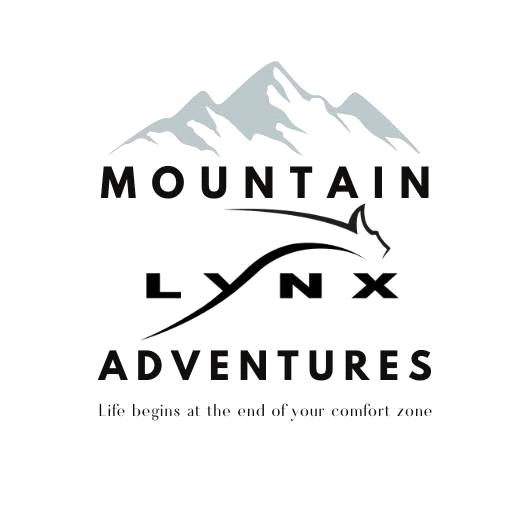 MOUNTAIN
LYNX
ADVENTURES
Life begins at the end of your comfort zone